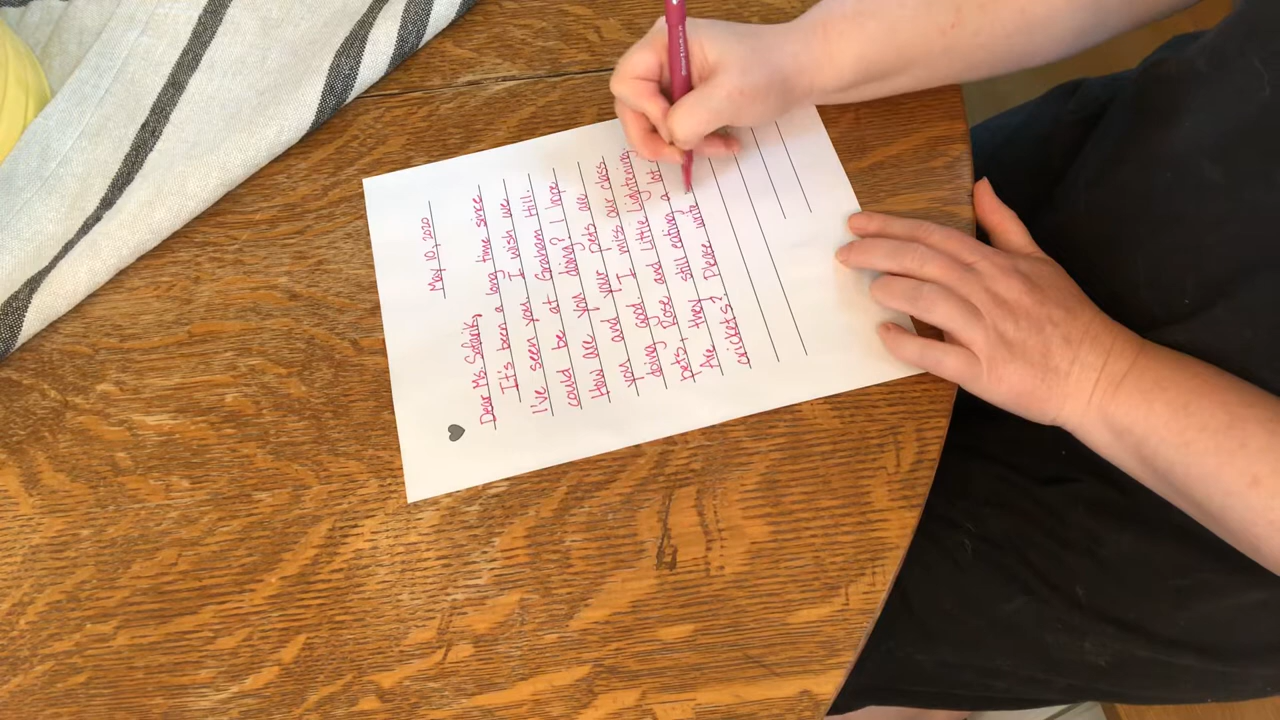 May 10, 2020
Dear Ms. Solarik,
It's been a long time since
I've seen you. I wish we
could be at Graham Hill.
How are you doing? I hope
you and your pets are
doing good. I miss our class
pets, Rose and Little Lightening.
Are they still eating a lot
crickets? Please write